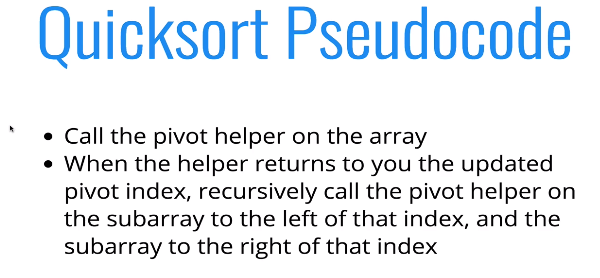 Quicksort Pseudocode
• Call the pivot helper on the array
• When the helper returns to you the updated
pivot index, recursively call the pivot helper on
the subarray to the left of that index, and the
subarray to the right of that index